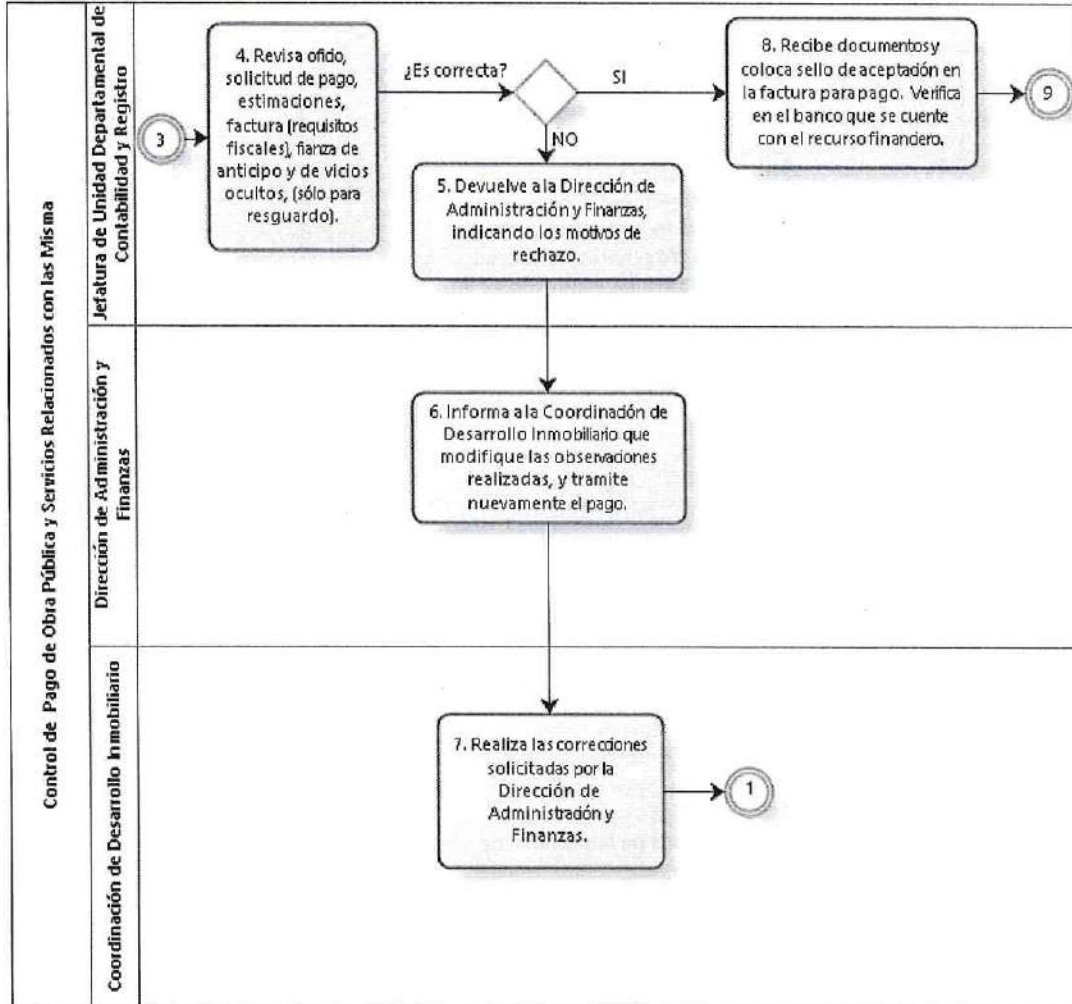 Control de Pago de Obra Pública y Servicios Relacionados con las Misma
Jefatura de Unidad Departamental de
Contabilidad y Registro
3
4. Revisa oficio,
solicitud de pago,
estimaciones,
factura (requisitos
fiscales), fianza de
anticipo y de vicios
ocultos, (sólo para
resguardo).
¿Es correcta?
SI
NO
8. Recibe documentos y
coloca sello de aceptación en
la factura para pago. Verifica
en el banco que se cuente
con el recurso financiero.
9
5. Devuelve a la Dirección de
Administración y Finanzas,
indicando los motivos de
rechazo.
Dirección de Administración y
Finanzas
6. Informa a la Coordinación de
Desarrollo Inmobiliario que
modifique las observaciones
realizadas, y tramite
nuevamente el pago.
Coordinación de Desarrollo Inmobiliario
7. Realiza las correcciones
solicitadas por la
Dirección de
Administración y
Finanzas.
1